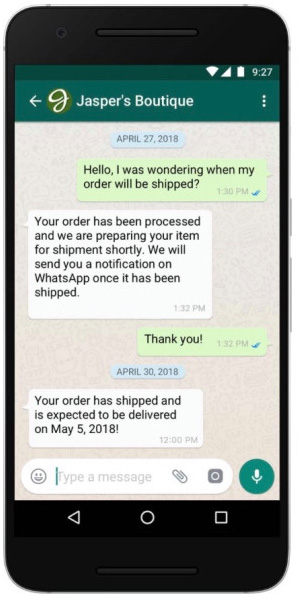 9:27
Jasper's Boutique
APRIL 27, 2018
Hello, I was wondering when my
order will be shipped?
1:30 PM
Your order has been processed
and we are preparing your item
for shipment shortly. We will
send you a notification on
WhatsApp once it has been
shipped.
1:32 PM
Thank you!
1:32 PM
APRIL 30, 2018
Your order has shipped and
is expected to be delivered
on May 5, 2018!
12:00 PM
Type a message